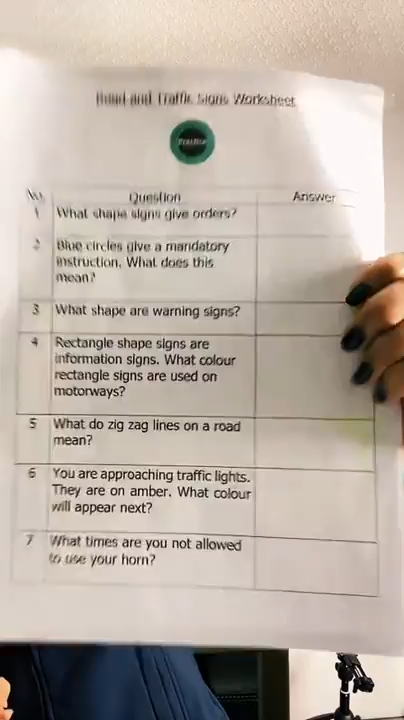 Road and Traffic Signs Worksheet
Practice
No. Question Answer
1 What shape signs give orders?
2 Blue circles give a mandatory
instruction. What does this
mean?
3 What shape are warning signs?
4 Rectangle shape signs are
information signs. What colour
rectangle signs are used on
motorways?
5 What do zig zag lines on a road
mean?
6 You are approaching traffic lights.
They are on amber. What colour
will appear next?
7 What times are you not allowed
to use your horn?